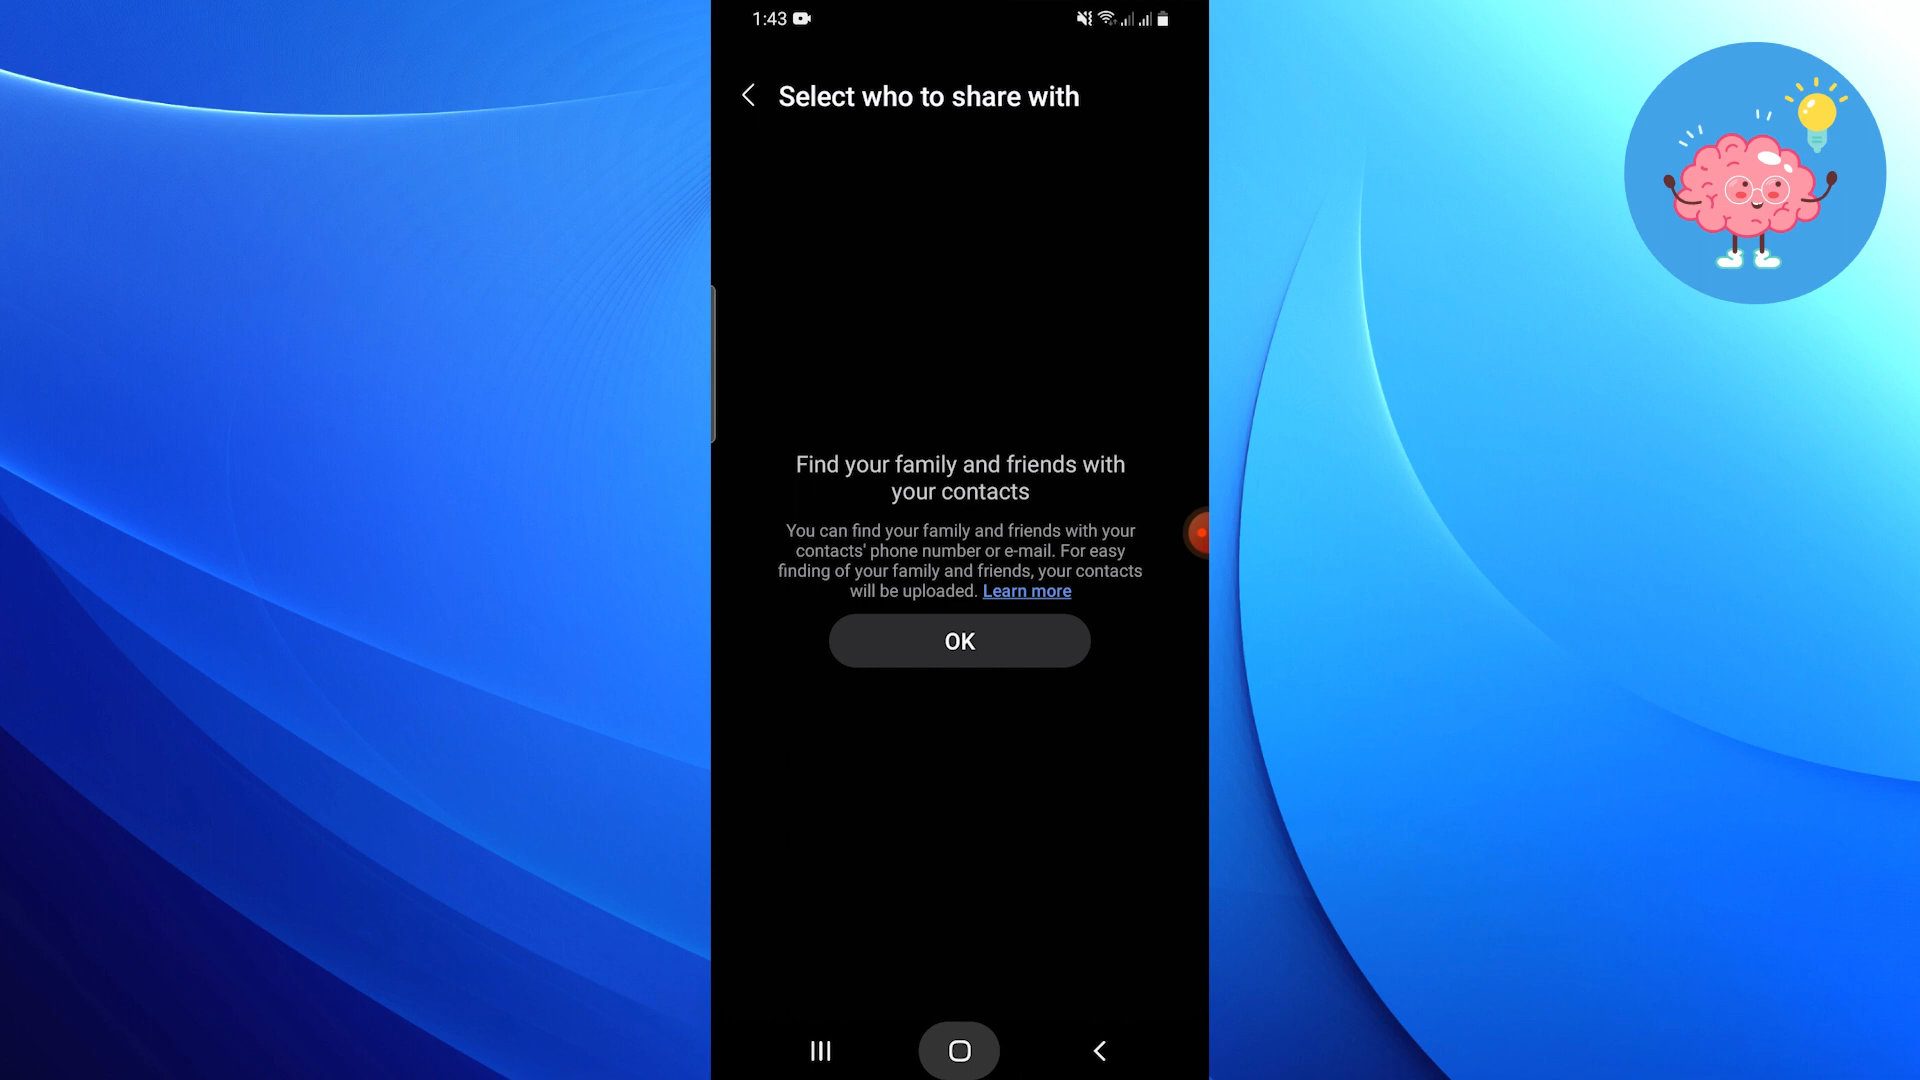 1:43
Select who to share with
Find your family and friends with
your contacts
You can find your family and friends with your
contacts' phone number or e-mail. For easy
finding of your family and friends, your contacts
will be uploaded. Learn more
OK